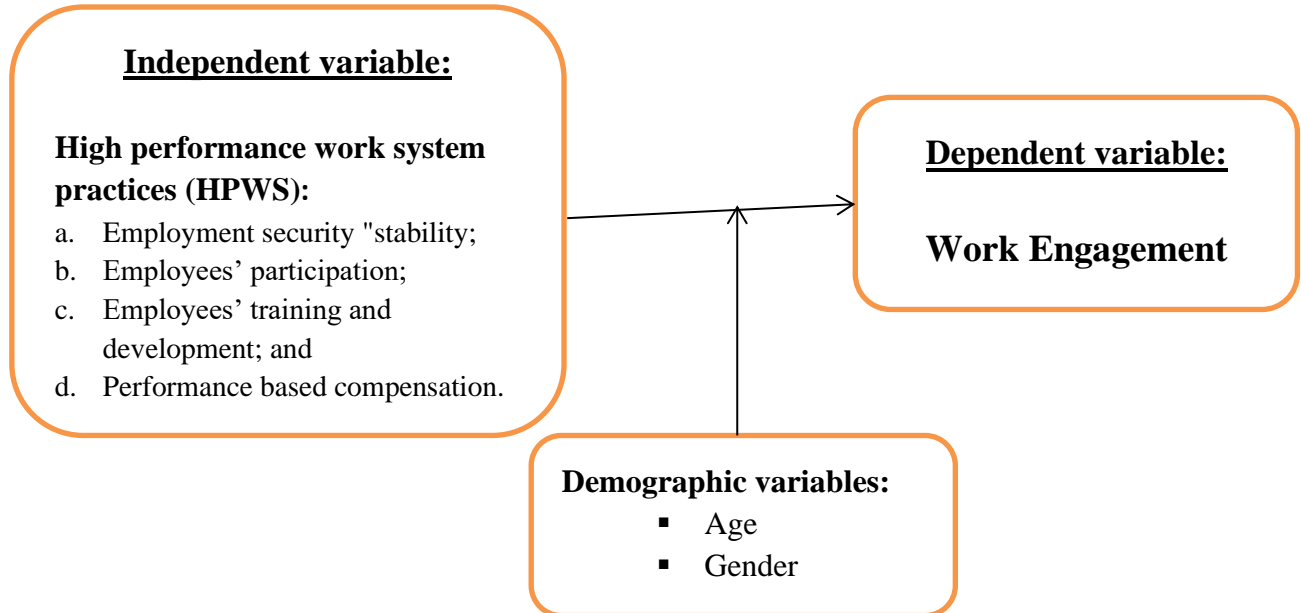 Independent variable:
High performance work system
practices (HPWS):
a. Employment security "stability;
b. Employees’ participation;
c. Employees’ training and
development; and
d. Performance based compensation.
Dependent variable:
Work Engagement
Demographic variables:
▪ Age
▪ Gender